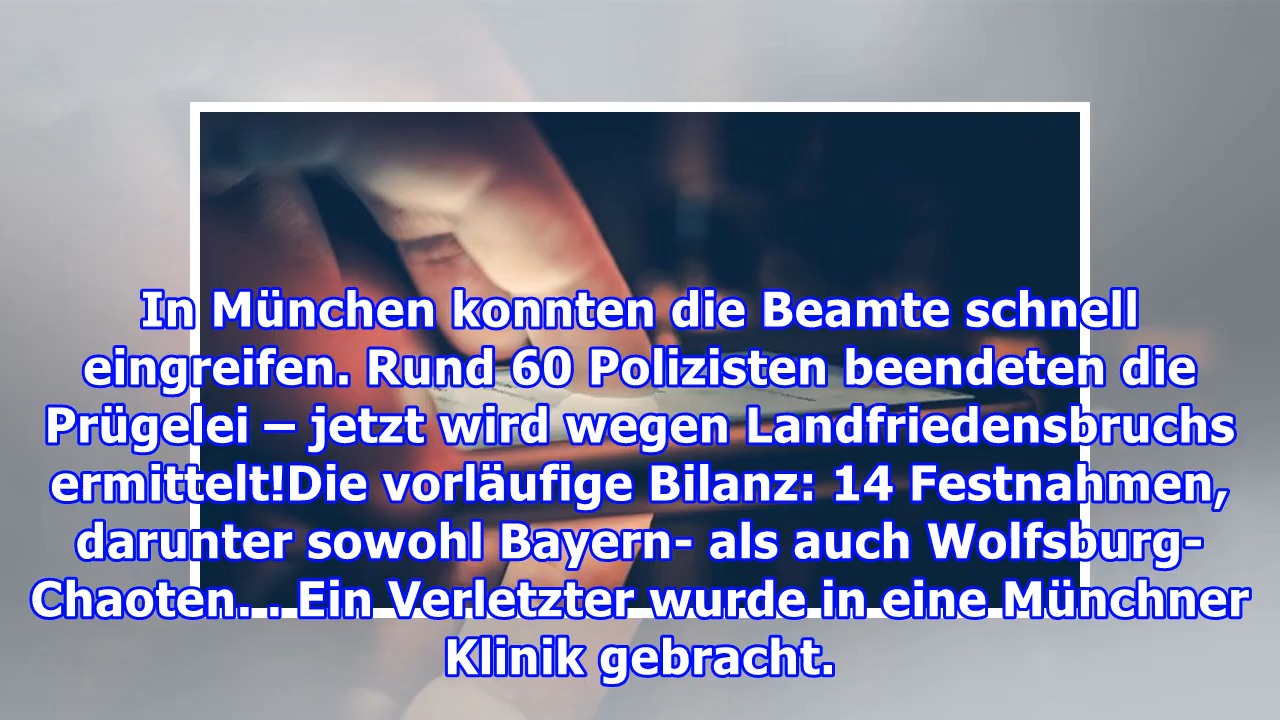 In München konnten die Beamte schnell
eingreifen. Rund 60 Polizisten beendeten die
Prügelei – jetzt wird wegen Landfriedensbruchs
ermittelt!Die vorläufige Bilanz: 14 Festnahmen,
darunter sowohl Bayern- als auch Wolfsburg-
Chaoten. . Ein Verletzter wurde in eine Münchner
Klinik gebracht.